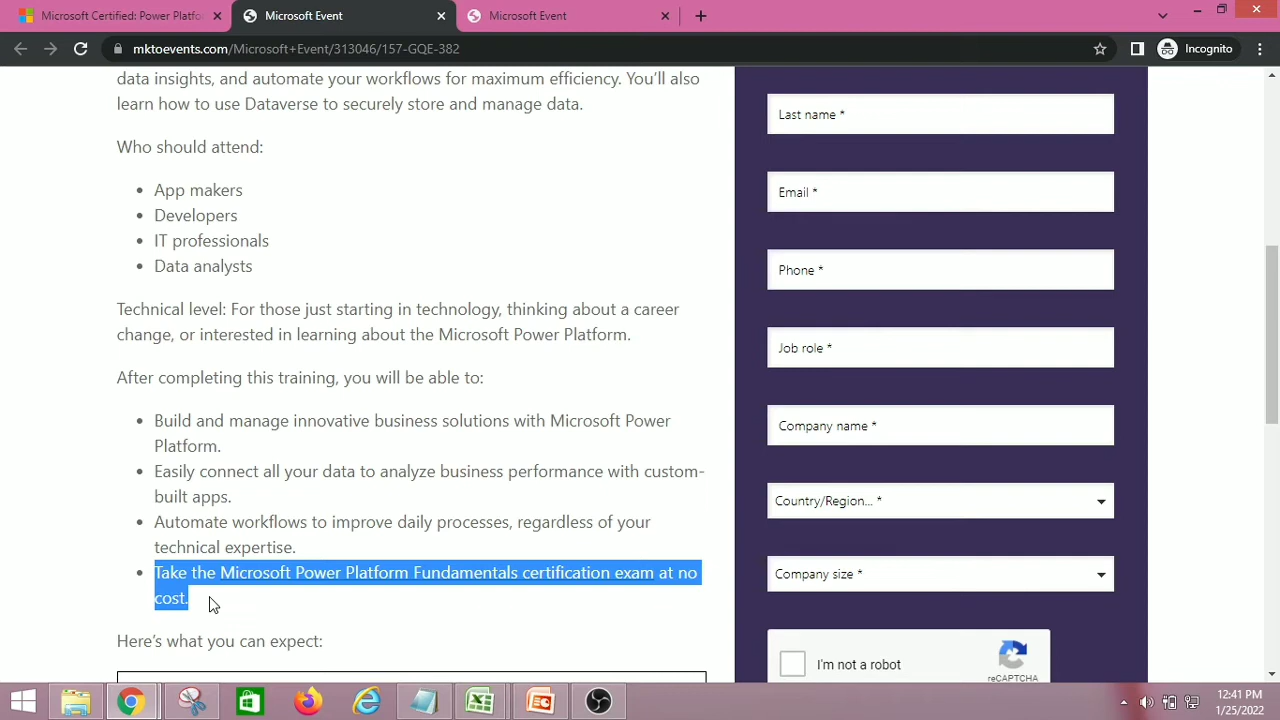 Microsoft Certified: Power Platfo
Microsoft Event
Microsoft Event
mktoevents.com/Microsoft+Event/313046/157-GQE-382
Incognito
data insights, and automate your workflows for maximum efficiency. You'll also
learn how to use Dataverse to securely store and manage data.
Who should attend:
• App makers
• Developers
• IT professionals
• Data analysts
Technical level: For those just starting in technology, thinking about a career
change, or interested in learning about the Microsoft Power Platform.
After completing this training, you will be able to:
• Build and manage innovative business solutions with Microsoft Power
Platform.
• Easily connect all your data to analyze business performance with custom-
built apps.
• Automate workflows to improve daily processes, regardless of your
technical expertise.
• Take the Microsoft Power Platform Fundamentals certification exam at no
cost.
Here's what you can expect:
Last name *
Email *
Phone *
Job role *
Company name *
Country/Region... *
Company size *
I'm not a robot
reCAPTCHA
12:41 PM
1/25/2022